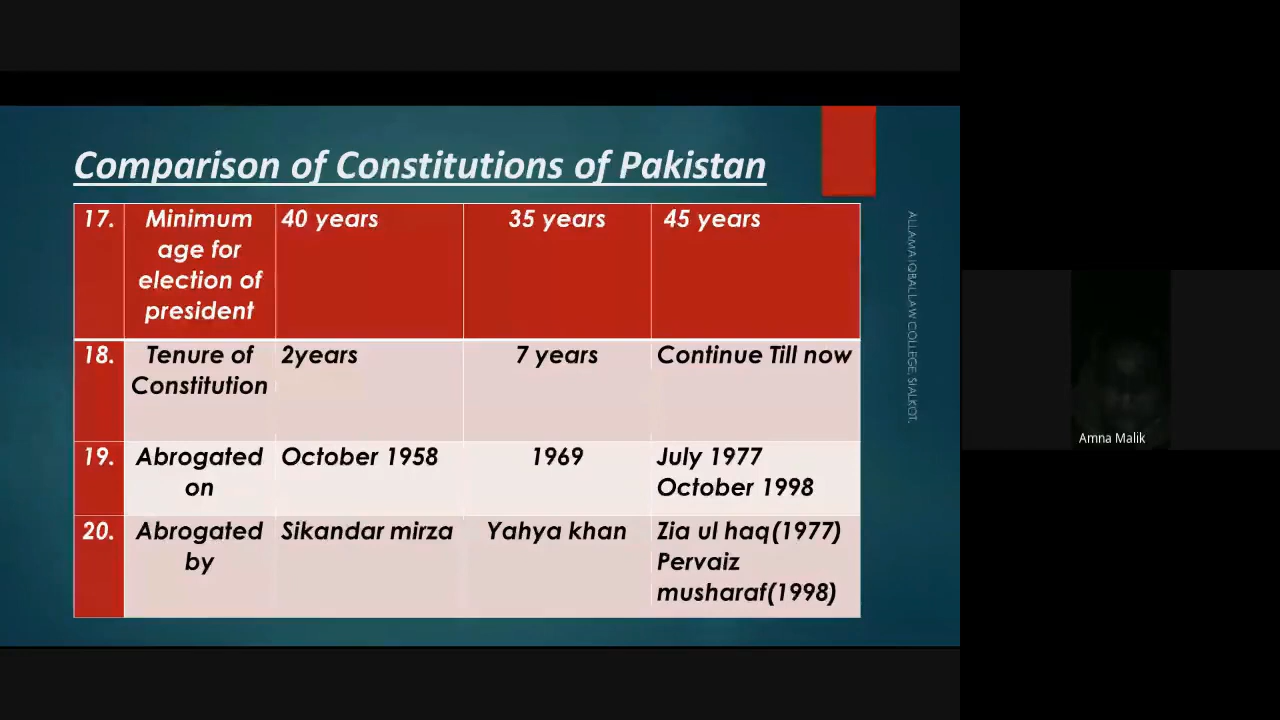 Comparison of Constitutions of Pakistan
17. Minimum age for election of president 40 years 35 years 45 years
18. Tenure of Constitution 2years 7 years Continue Till now
19. Abrogated on October 1958 1969 July 1977 October 1998
20. Abrogated by Sikandar mirza Yahya khan Zia ul haq(1977) Pervaiz musharaf(1998)
ALLAMA IQBAL LAW COLLEGE, SIALKOT.
Amna Malik